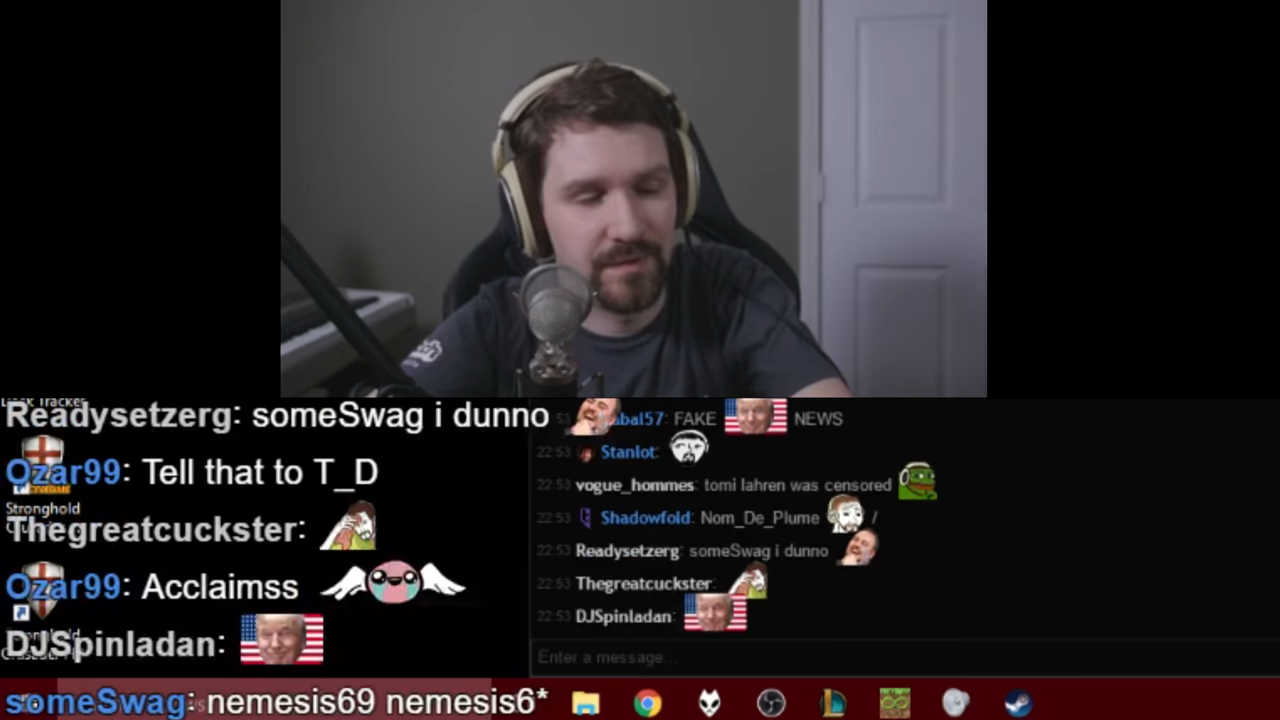 Readysetzerg: someSwag i dunno
Ozar99: Tell that to T_D
Stronghold
Thegreatcuckster:
Ozar99: Acclaimss
DJSpinladan:
someSwag: nemesis69 nemesis6*
FAKE NEWS
22:53 Stanlot:
22:53 vogue_hommes: tomi lahren was censored
22:53 Shadowfold: Nom_De_Plume /
22:53 Readysetzerg: someSwag i dunno
22:53 Thegreatcuckster:
22:53 DJSpinladan:
Enter a message...